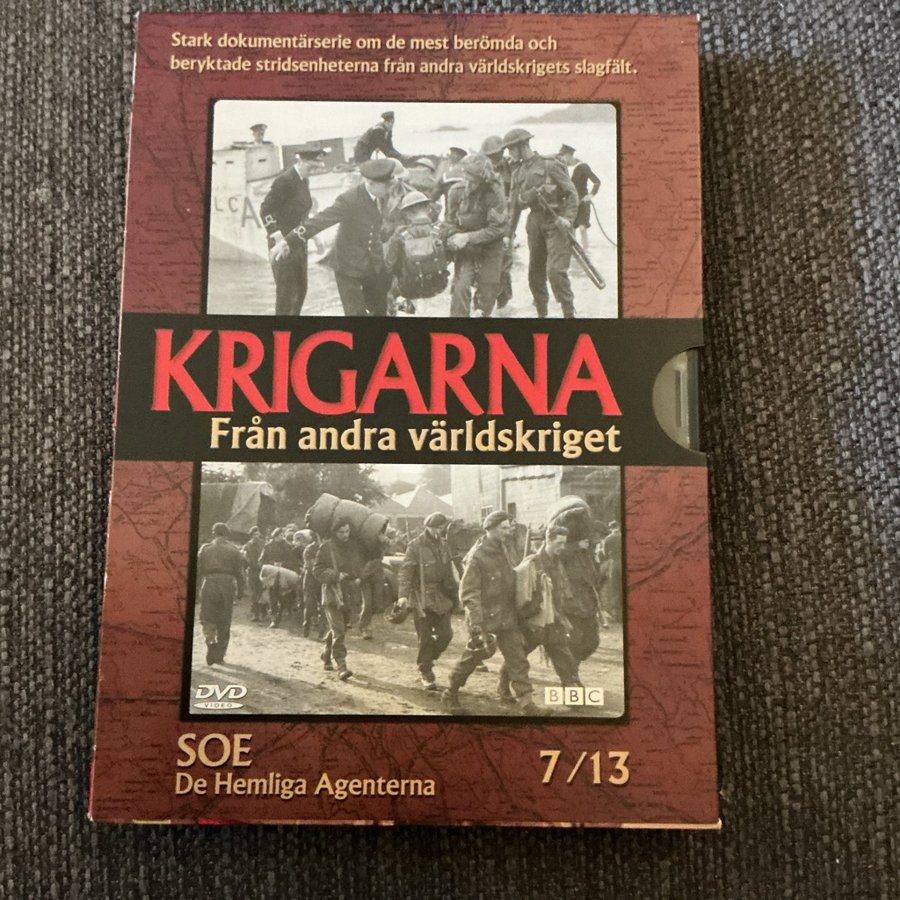 Stark dokumentärserie om de mest berömda och
beryktade stridsenheterna från andra världskrigets slagfält.
LCA
KRIGARNA
Från andra världskriget
DVD
VIDEO
BBC
SOE
De Hemliga Agenterna
7/13